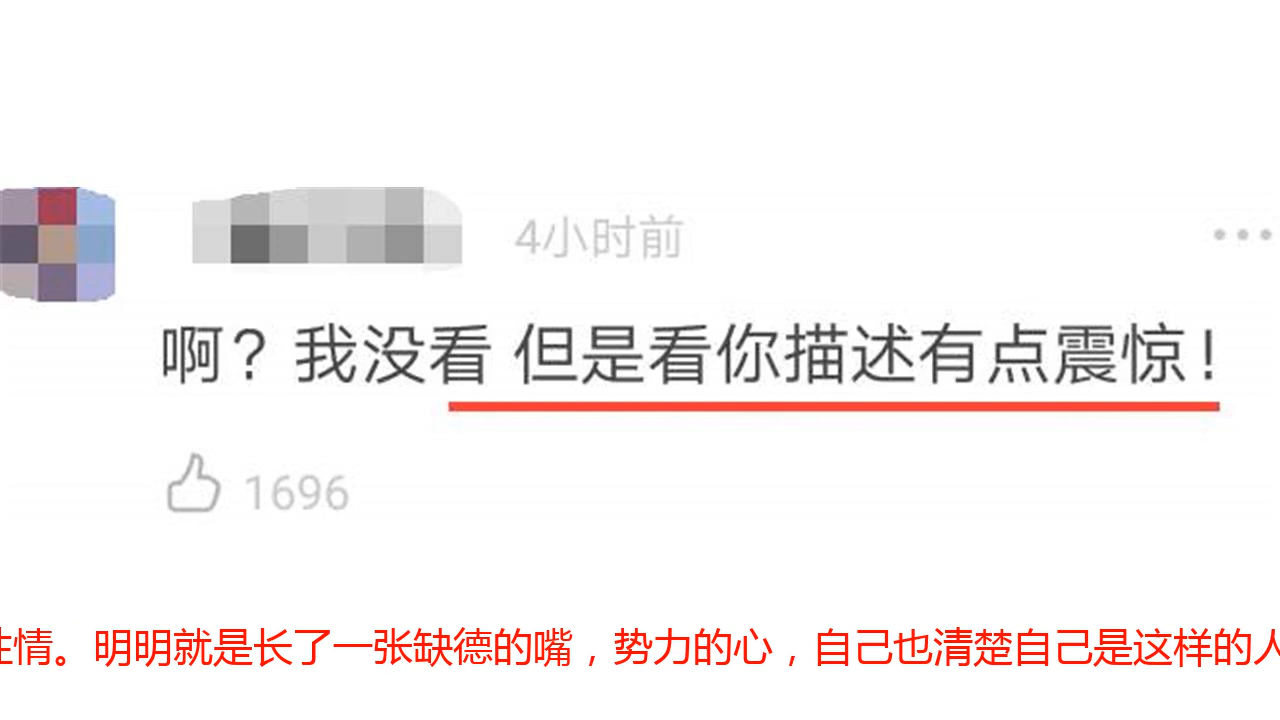 4小时前
啊？我没看 但是看你描述有点震惊！
1696
性情。明明就是长了一张缺德的嘴，势力的心，自己也清楚自己是这样的人